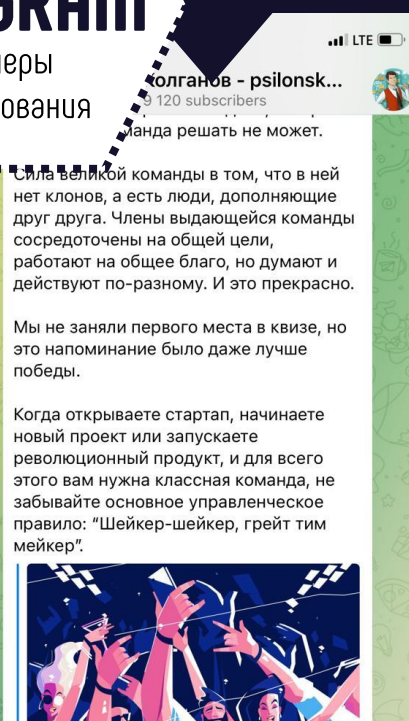 еры
ования
LTE
колганов - psilonsk...
9 120 subscribers
решать не может.
Сила великой команды в том, что в ней
нет клонов, а есть люди, дополняющие
друг друга. Члены выдающейся команды
сосредоточены на общей цели,
работают на общее благо, но думают и
действуют по-разному. И это прекрасно.
Мы не заняли первого места в квизе, но
это напоминание было даже лучше
победы.
Когда открываете стартап, начинаете
новый проект или запускаете
революционный продукт, и для всего
этого вам нужна классная команда, не
забывайте основное управленческое
правило: “Шейкер-шейкер, грейт тим
мейкер”.